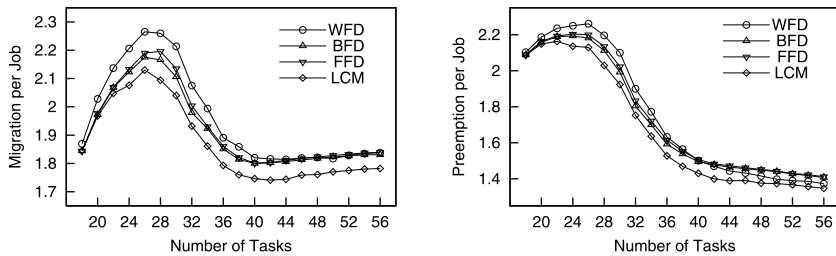 Migration per Job
2.3
2.2
2.1
2.0
1.9
1.8
1.7
WFD
BFD
FFD
LCM
20 24 28 32 36 40 44 48 52 56
Number of Tasks
Preemption per Job
2.2
2
1.8
1.6
1.4
WFD
BFD
FFD
LCM
20 24 28 32 36 40 44 48 52 56
Number of Tasks